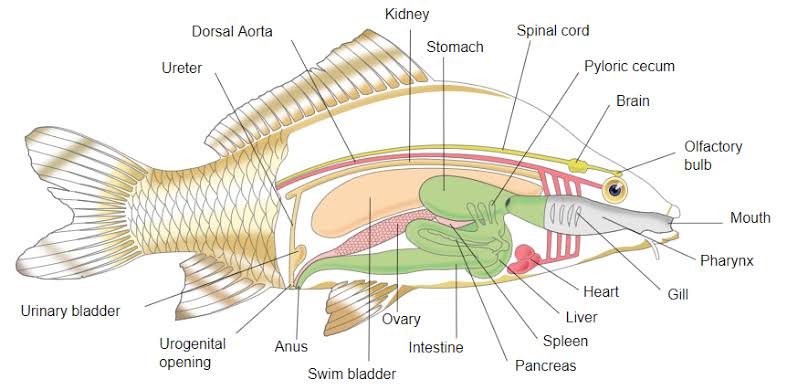 Kidney
Dorsal Aorta
Spinal cord
Stomach
Ureter
Pyloric cecum
Brain
Olfactory
bulb
Mouth
Pharynx
Gill
Heart
Liver
Spleen
Pancreas
Intestine
Ovary
Swim bladder
Anus
Urogenital
opening
Urinary bladder